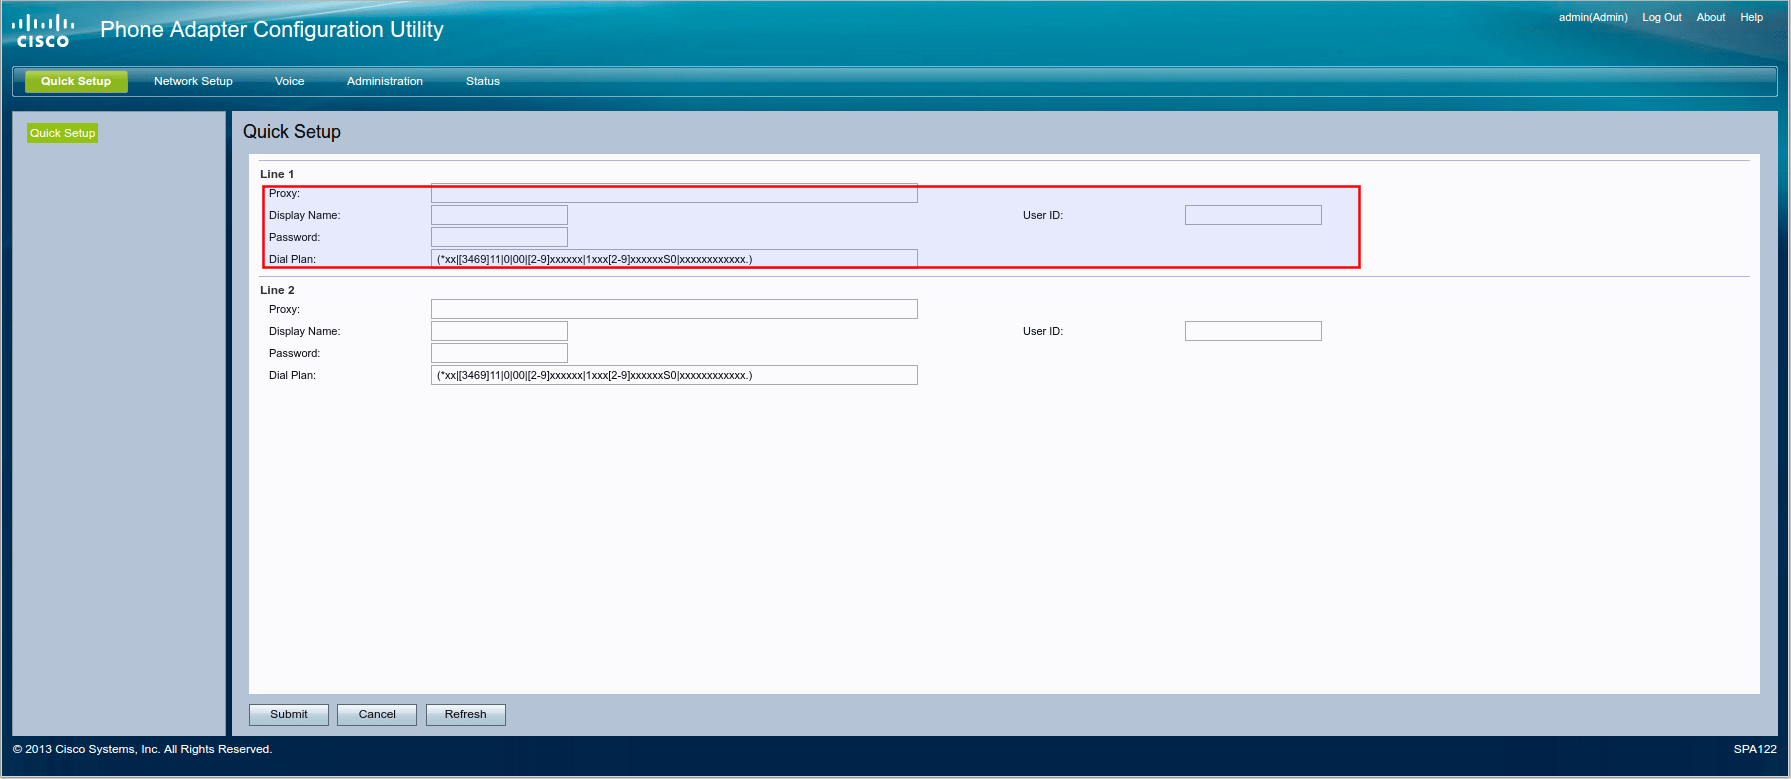 CISCO
Phone Adapter Configuration Utility
admin(Admin) Log Out About Help
Quick Setup Network Setup Voice Administration Status
Quick Setup
Quick Setup
Line 1
Proxy:
Display Name: User ID:
Password:
Dial Plan: (*xx|[3469]11|0|00|[2-9]xxxxxx|1xxx[2-9]xxxxxxS0|xxxxxxxxxxxx.)
Line 2
Proxy:
Display Name: User ID:
Password:
Dial Plan: (*xx|[3469]11|0|00|[2-9]xxxxxx|1xxx[2-9]xxxxxxS0|xxxxxxxxxxxx.)
Submit Cancel Refresh
© 2013 Cisco Systems, Inc. All Rights Reserved. SPA122